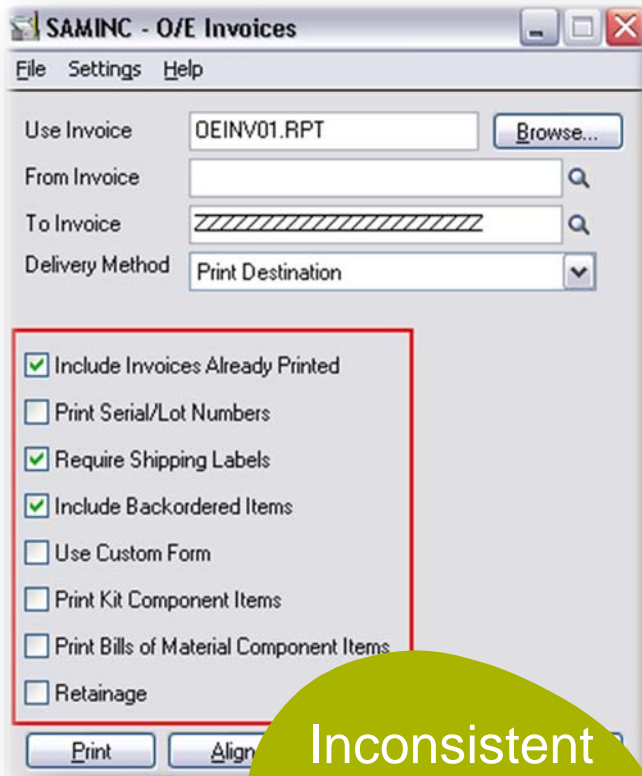 SAMINC - O/E Invoices
File Settings Help
Use Invoice OEINV01.RPT Browse...
From Invoice
To Invoice ZZZZZZZZZZZZZZZZZZZZZZ
Delivery Method Print Destination
Include Invoices Already Printed
Print Serial/Lot Numbers
Require Shipping Labels
Include Backordered Items
Use Custom Form
Print Kit Component Items
Print Bills of Material Component Items
Retainage
Print Align
Inconsistent